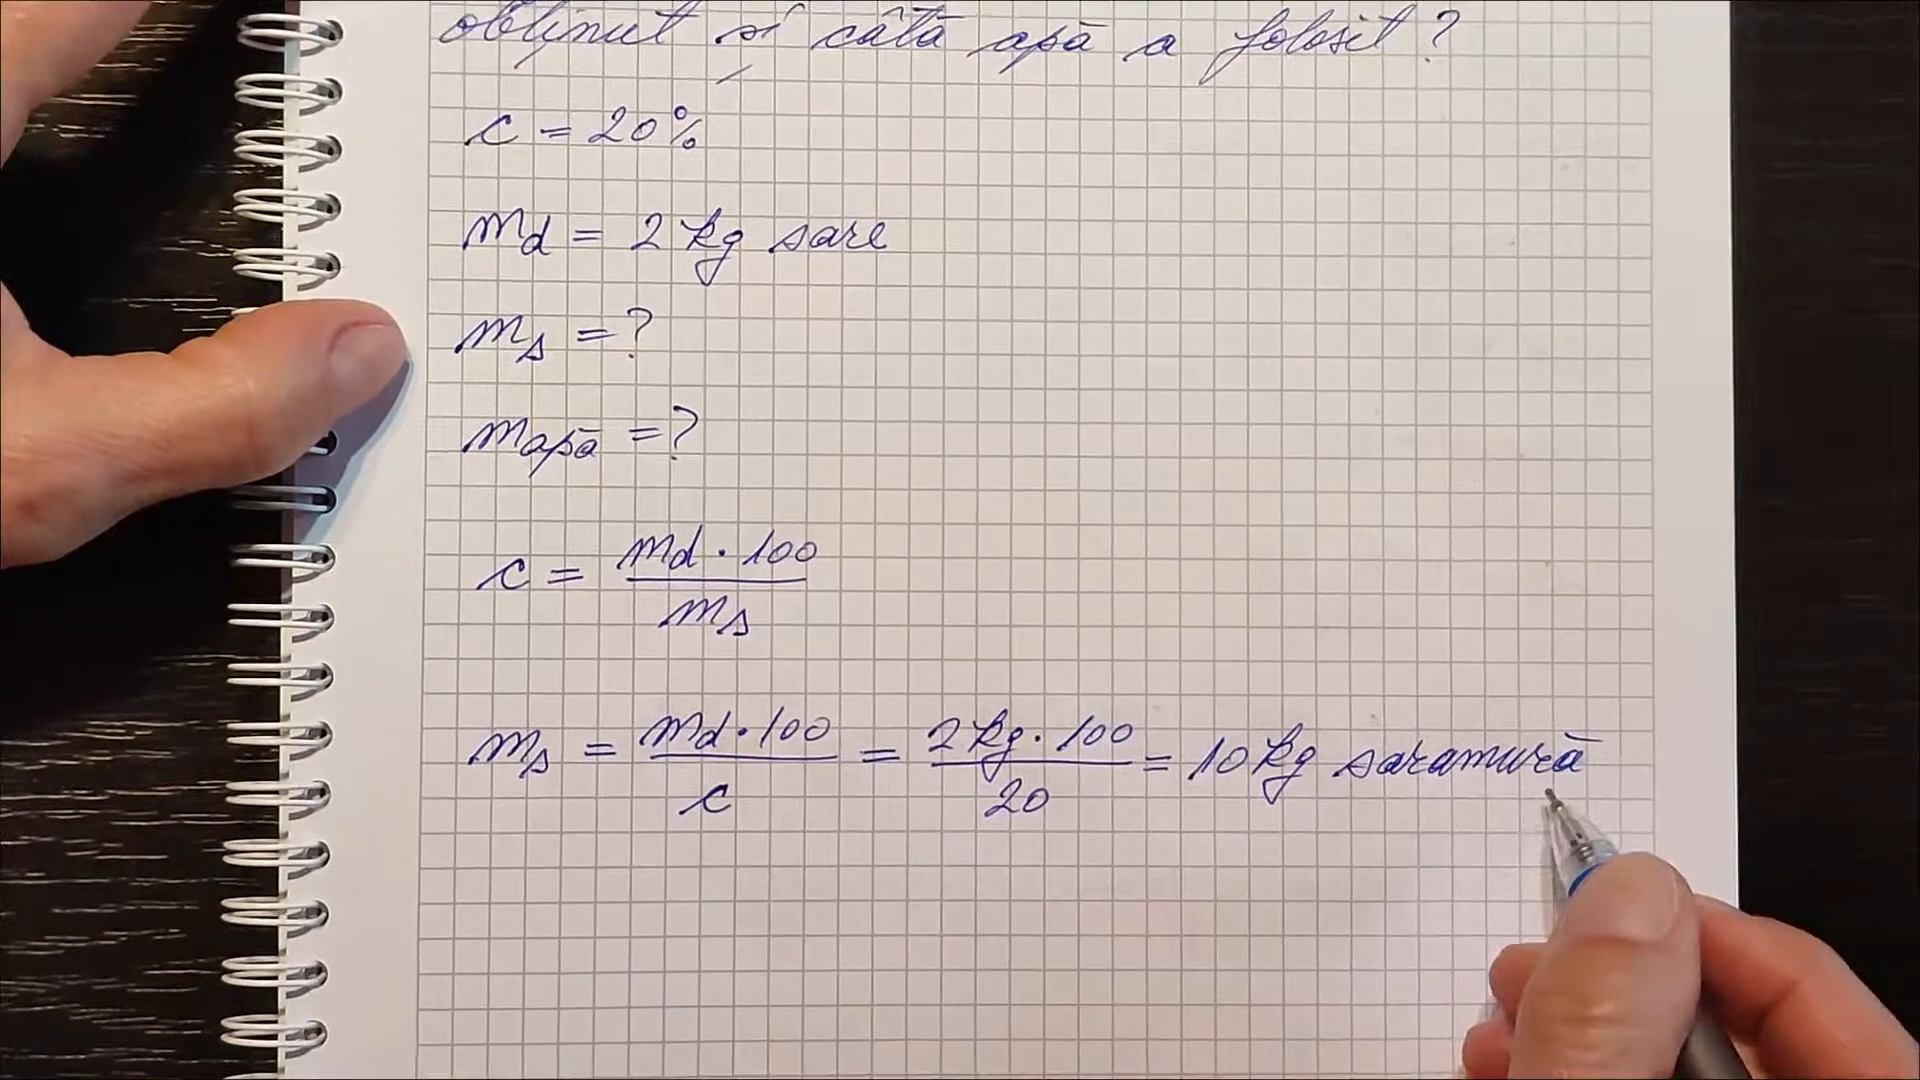 obținut și câtă apă a folosit?
c = 20%
md = 2 kg sare
ms = ?
mapă = ?
c = md · 100 / ms
ms = md · 100 / c = 2 kg · 100 / 20 = 10 kg saramură